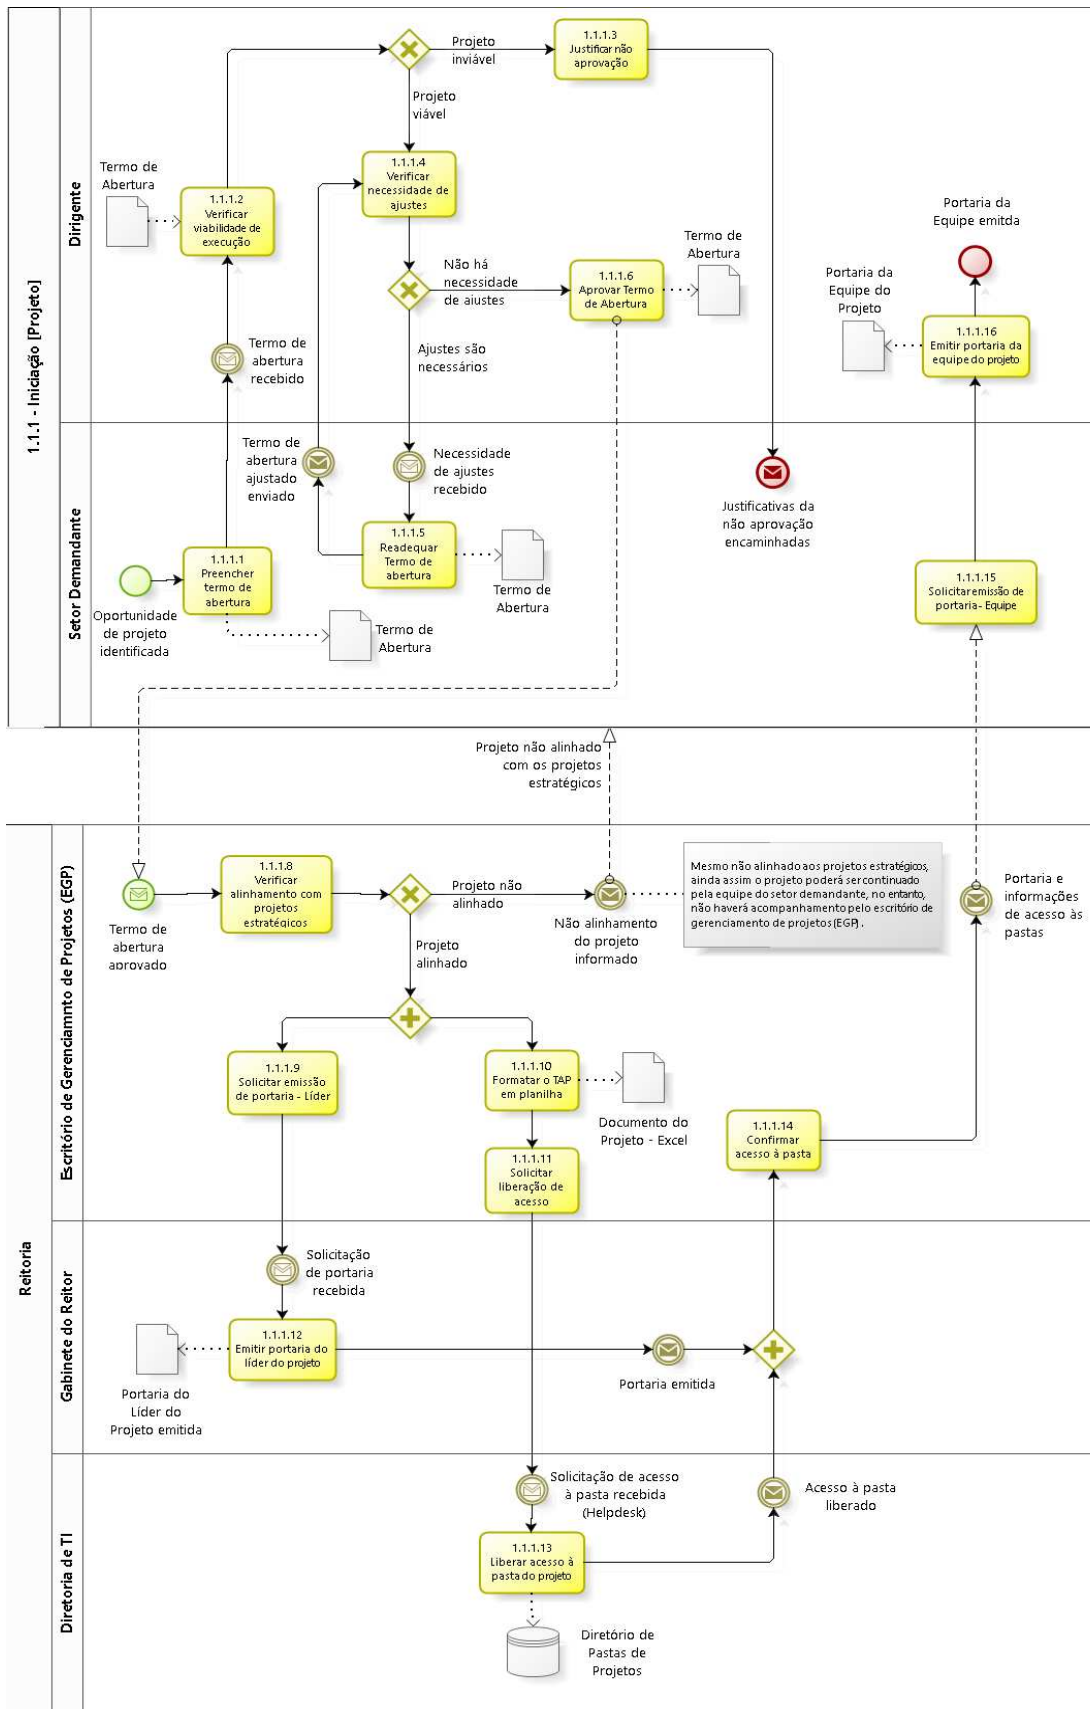 1.1.1 - Iniciação [Projeto]
Dirigente
Projeto
inviável
1.1.1.3
Justificar não
aprovação
Projeto
viável
Termo de
Abertura
1.1.1.2
Verificar
viabilidade de
execução
1.1.1.4
Verificar
necessidade de
ajustes
Portaria da
Equipe emitda
Não há
necessidade
de ajustes
1.1.1.6
Aprovar Termo
de Abertura
Termo de
Abertura
Portaria da
Equipe do
Projeto
1.1.1.16
Emitir portaria da
equipe do projeto
Termo de
abertura
recebido
Ajustes são
necessários
Setor Demandante
Termo de
abertura
ajustado
enviado
Necessidade
de ajustes
recebido
Justificativas da
não aprovação
encaminhadas
1.1.1.1
Preencher
termo de
abertura
1.1.1.5
Readequar
Termo de
abertura
Termo de
Abertura
1.1.1.15
Solicitar emissão de
portaria- Equipe
Oportunidade
de projeto
identificada
Termo de
Abertura
Projeto não alinhado
com os projetos
estratégicos
Reitoria
Escritório de Gerenciamnto de Projetos (EGP)
Termo de
abertura
aprovado
1.1.1.8
Verificar
alinhamento com
projetos
estratégicos
Projeto não
alinhado
Não alinhamento
do projeto
informado
Mesmo não alinhado aos projetos estratégicos,
ainda assim o projeto poderá ser continuado
pela equipe do setor demandante, no entanto,
não haverá acompanhamento pelo escritório de
gerenciamento de projetos (EGP) .
Portaria e
informações
de acesso às
pastas
Projeto
alinhado
1.1.1.9
Solicitar emissão
de portaria - Líder
1.1.1.10
Formatar o TAP
em planilha
Documento do
Projeto - Excel
1.1.1.11
Solicitar
liberação de
acesso
1.1.1.14
Confirmar
acesso à pasta
Gabinete do Reitor
Solicitação
de portaria
recebida
1.1.1.12
Emitir portaria do
líder do projeto
Portaria do
Líder do
Projeto emitida
Portaria emitida
Diretoria de TI
Solicitação de acesso
à pasta recebida
(Helpdesk)
Acesso à pasta
liberado
1.1.1.13
Liberar acesso à
pasta do projeto
Diretório de
Pastas de
Projetos